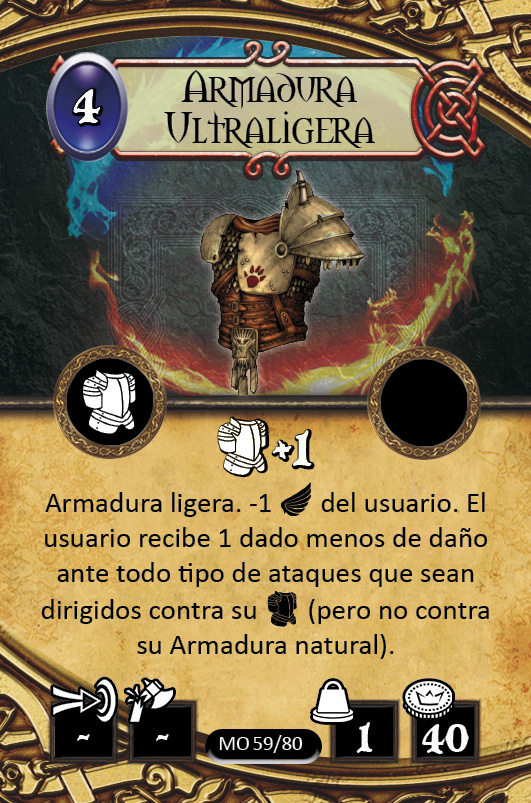 4
ARMADURA
ULTRALIGERA
+1
Armadura ligera. -1 del usuario. El
usuario recibe 1 dado menos de daño
ante todo tipo de ataques que sean
dirigidos contra su (pero no contra
su Armadura natural).
~ ~ MO 59/80 1 40